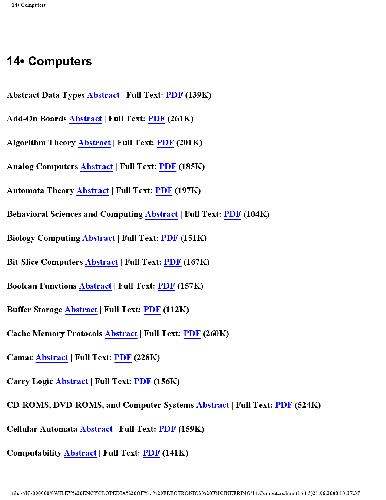 14• Computers
14• Computers
Abstract Data Types Abstract | Full Text: PDF (139K)
Add-On Boards Abstract | Full Text: PDF (261K)
Algorithm Theory Abstract | Full Text: PDF (201K)
Analog Computers Abstract | Full Text: PDF (185K)
Automata Theory Abstract | Full Text: PDF (197K)
Behavioral Sciences and Computing Abstract | Full Text: PDF (104K)
Biology Computing Abstract | Full Text: PDF (151K)
Bit-Slice Computers Abstract | Full Text: PDF (167K)
Boolean Functions Abstract | Full Text: PDF (157K)
Buffer Storage Abstract | Full Text: PDF (112K)
Cache Memory Protocols Abstract | Full Text: PDF (260K)
Camac Abstract | Full Text: PDF (228K)
Carry Logic Abstract | Full Text: PDF (156K)
CD-ROMS, DVD-ROMS, and Computer Systems Abstract | Full Text: PDF (524K)
Cellular Automata Abstract | Full Text: PDF (159K)
Computability Abstract | Full Text: PDF (141K)